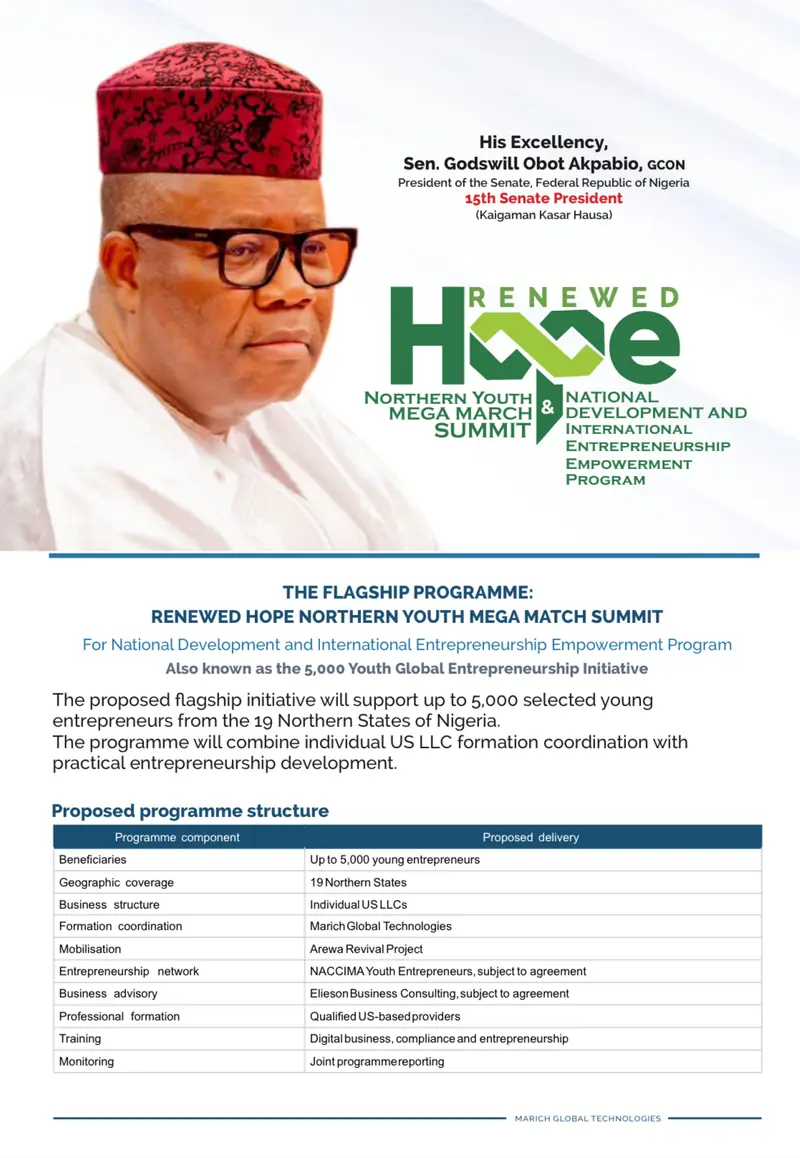 His Excellency,
Sen. Godswill Obot Akpabio, GCON
President of the Senate, Federal Republic of Nigeria
15th Senate President
(Kaigaman Kasar Hausa)
RENEWED
Hope
NORTHERN YOUTH
MEGA MARCH
SUMMIT
&
NATIONAL
DEVELOPMENT AND
INTERNATIONAL
ENTREPRENEURSHIP
EMPOWERMENT
PROGRAM
THE FLAGSHIP PROGRAMME:
RENEWED HOPE NORTHERN YOUTH MEGA MATCH SUMMIT
For National Development and International Entrepreneurship Empowerment Program
Also known as the 5,000 Youth Global Entrepreneurship Initiative
The proposed flagship initiative will support up to 5,000 selected young
entrepreneurs from the 19 Northern States of Nigeria.
The programme will combine individual US LLC formation coordination with
practical entrepreneurship development.
Proposed programme structure
Programme component Proposed delivery
Beneficiaries Up to 5,000 young entrepreneurs
Geographic coverage 19 Northern States
Business structure Individual US LLCs
Formation coordination Marich Global Technologies
Mobilisation Arewa Revival Project
Entrepreneurship network NACCIMA Youth Entrepreneurs, subject to agreement
Business advisory Elieson Business Consulting, subject to agreement
Professional formation Qualified US-based providers
Training Digital business, compliance and entrepreneurship
Monitoring Joint programme reporting
MARICH GLOBAL TECHNOLOGIES